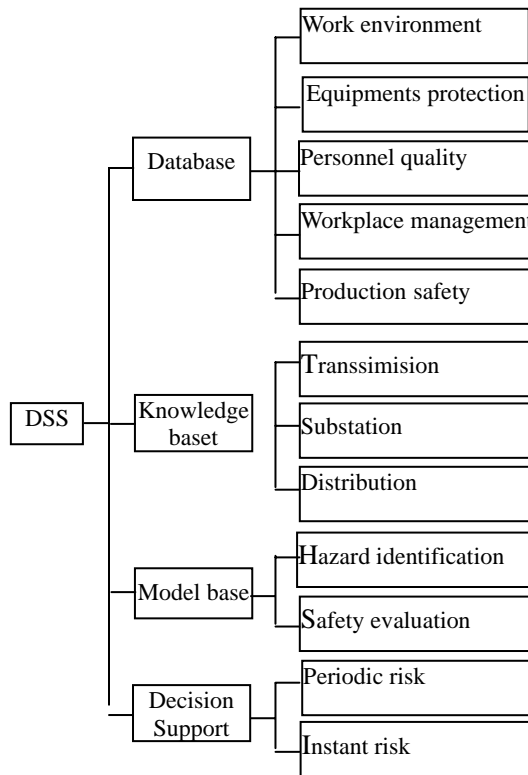 Work environment
Equipments protection
Database
Personnel quality
Workplace management
Production safety
Transsimision
DSS
Knowledge
baset
Substation
Distribution
Hazard identification
Model base
Safety evaluation
Periodic risk
Decision
Support
Instant risk